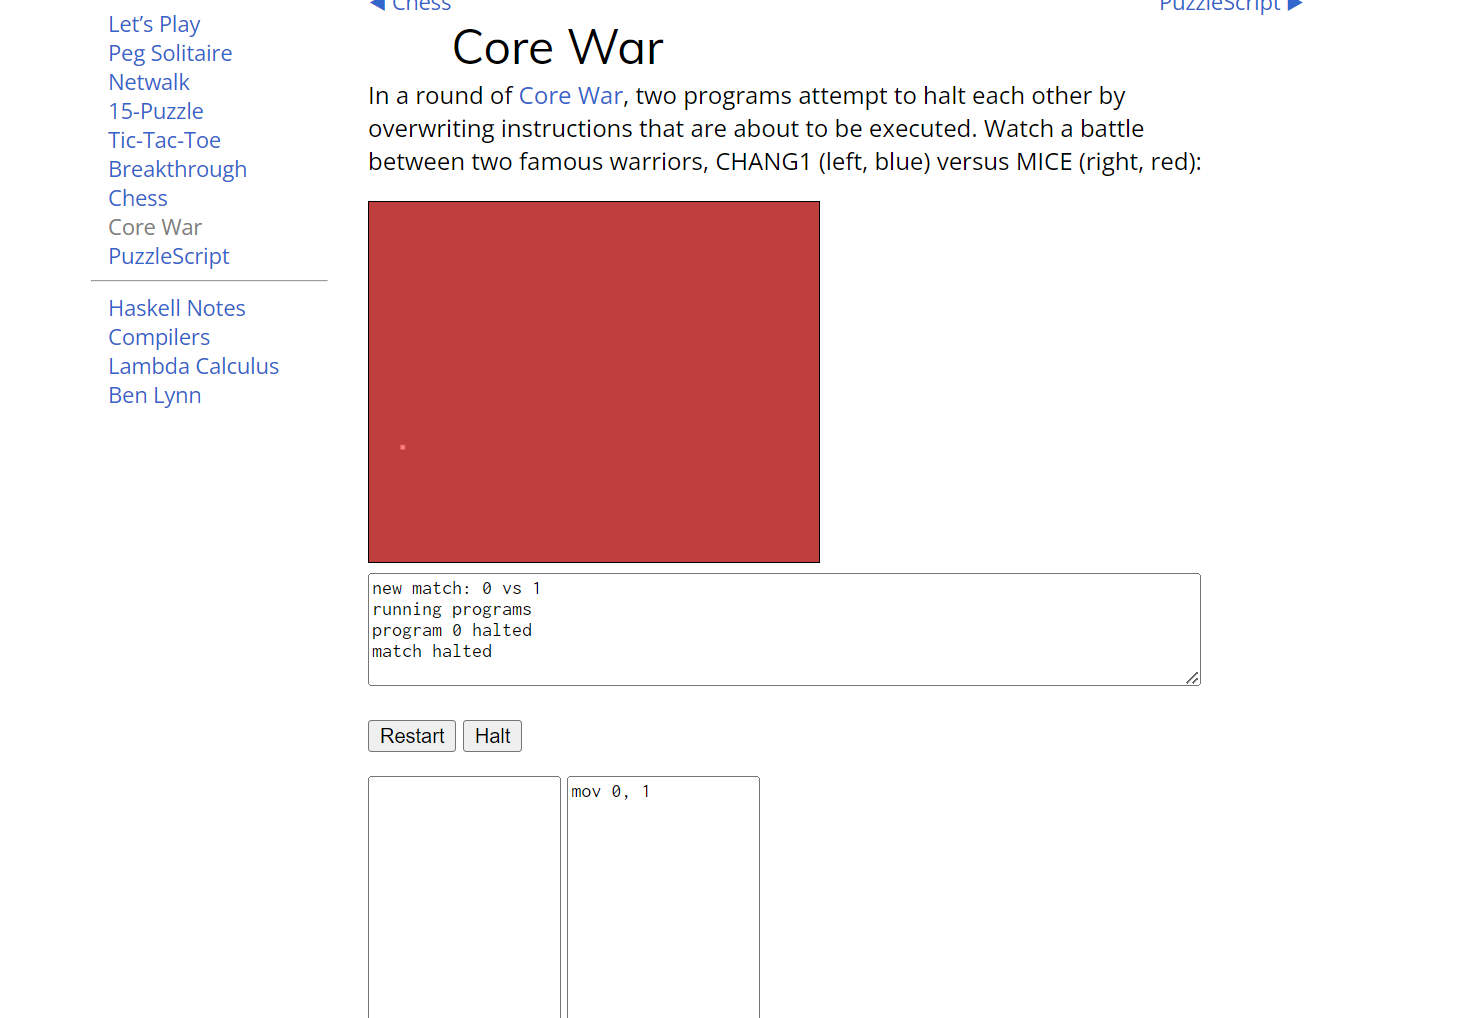 ◀ Chess
PuzzleScript ▶
Let’s Play
Peg Solitaire
Netwalk
15-Puzzle
Tic-Tac-Toe
Breakthrough
Chess
Core War
PuzzleScript
Haskell Notes
Compilers
Lambda Calculus
Ben Lynn
Core War
In a round of Core War, two programs attempt to halt each other by
overwriting instructions that are about to be executed. Watch a battle
between two famous warriors, CHANG1 (left, blue) versus MICE (right, red):
new match: 0 vs 1
running programs
program 0 halted
match halted
Restart
Halt
mov 0, 1